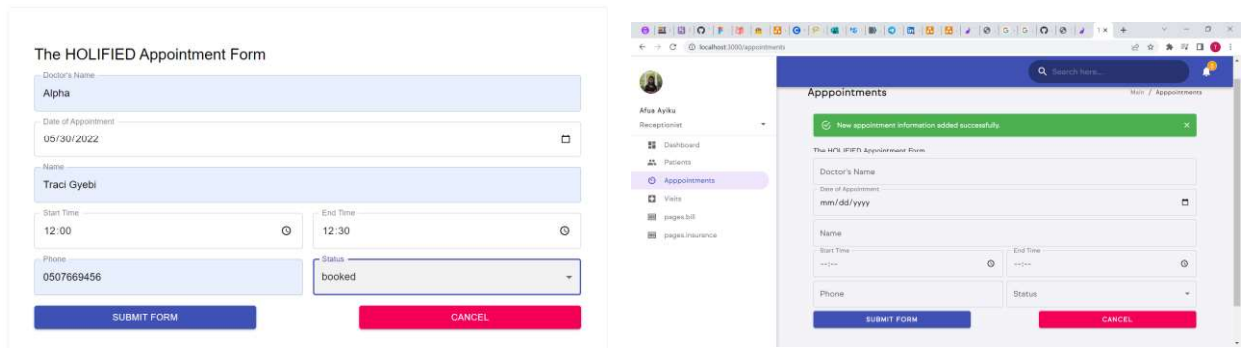 The HOLIFIED Appointment Form
Doctor's Name
Alpha
Date of Appointment
05/30/2022
Name
Traci Gyebi
Start Time
12:00
End Time
12:30
Phone
0507669456
Status
booked
SUBMIT FORM
CANCEL
localhost:3000/appointments
Search here...
Afua Ayiku
Receptionist
Dashboard
Patients
Apppointments
Visits
pages.bill
pages.insurance
Apppointments
Main / Apppointments
New appointment information added successfully.
The HOLIFIED Appointment Form
Doctor's Name
Date of Appointment
mm/dd/yyyy
Name
Start Time
--:--
End Time
--:--
Phone
Status
SUBMIT FORM
CANCEL